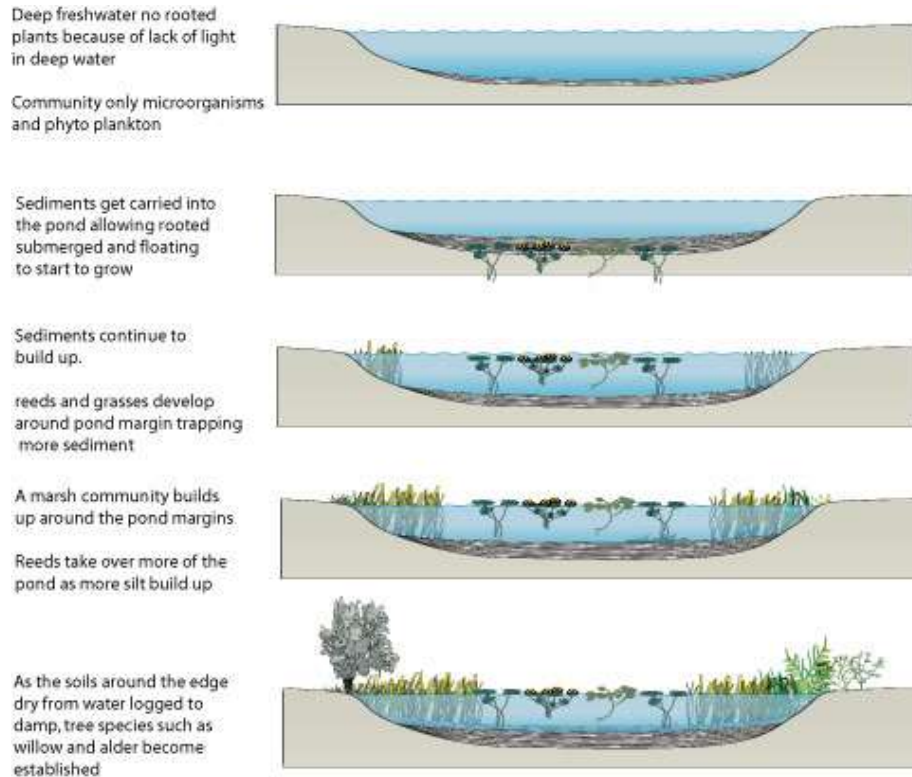 Deep freshwater no rooted
plants because of lack of light
in deep water
Community only microorganisms
and phyto plankton
Sediments get carried into
the pond allowing rooted
submerged and floating
to start to grow
Sediments continue to
build up.
reeds and grasses develop
around pond margin trapping
more sediment
A marsh community builds
up around the pond margins
Reeds take over more of the
pond as more silt build up
As the soils around the edge
dry from water logged to
damp, tree species such as
willow and alder become
established